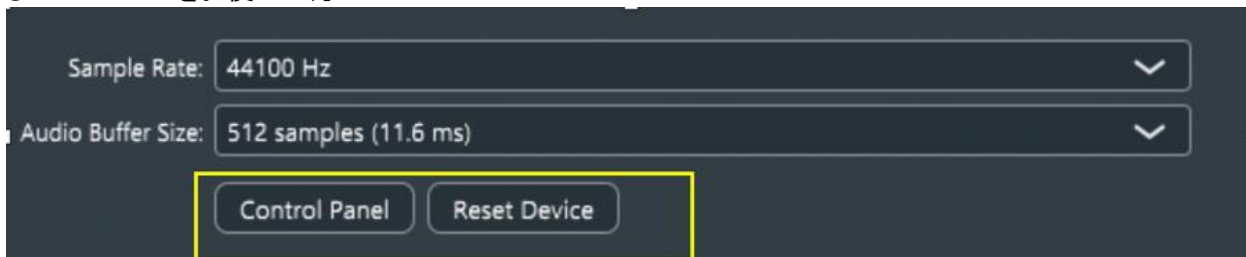 Sample Rate: 44100 Hz
Audio Buffer Size: 512 samples (11.6 ms)
Control Panel Reset Device